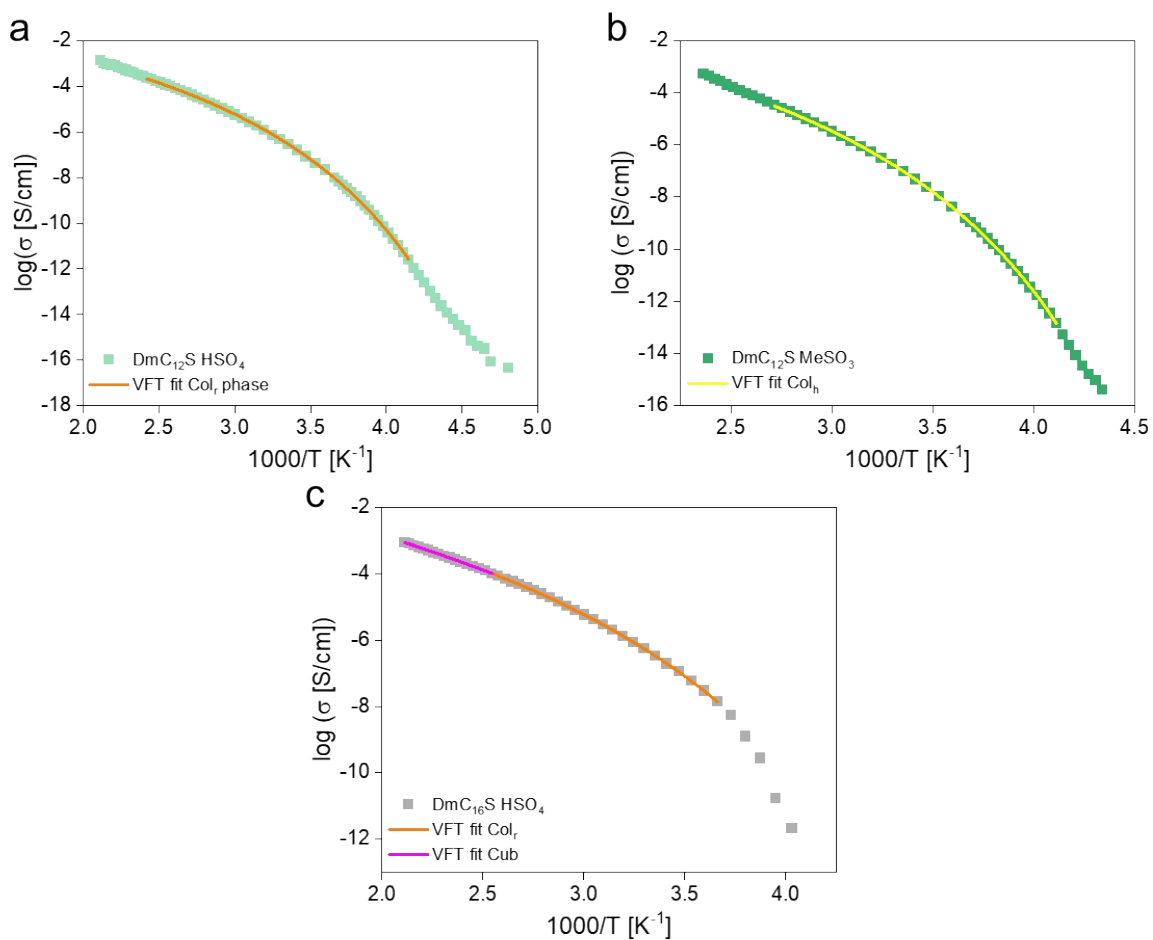 a
-2
-4
-6
-8
-10
-12
-14
-16
-18
log(σ [S/cm])
DmC₁₂S HSO₄
VFT fit Colᵣ phase
2.0 2.5 3.0 3.5 4.0 4.5 5.0
1000/T [K⁻¹]
b
-2
-4
-6
-8
-10
-12
-14
-16
log (σ [S/cm])
DmC₁₂S MeSO₃
VFT fit Colₕ
2.5 3.0 3.5 4.0 4.5
1000/T [K⁻¹]
c
-2
-4
-6
-8
-10
-12
log (σ [S/cm])
DmC₁₆S HSO₄
VFT fit Colᵣ
VFT fit Cub
2.0 2.5 3.0 3.5 4.0
1000/T [K⁻¹]